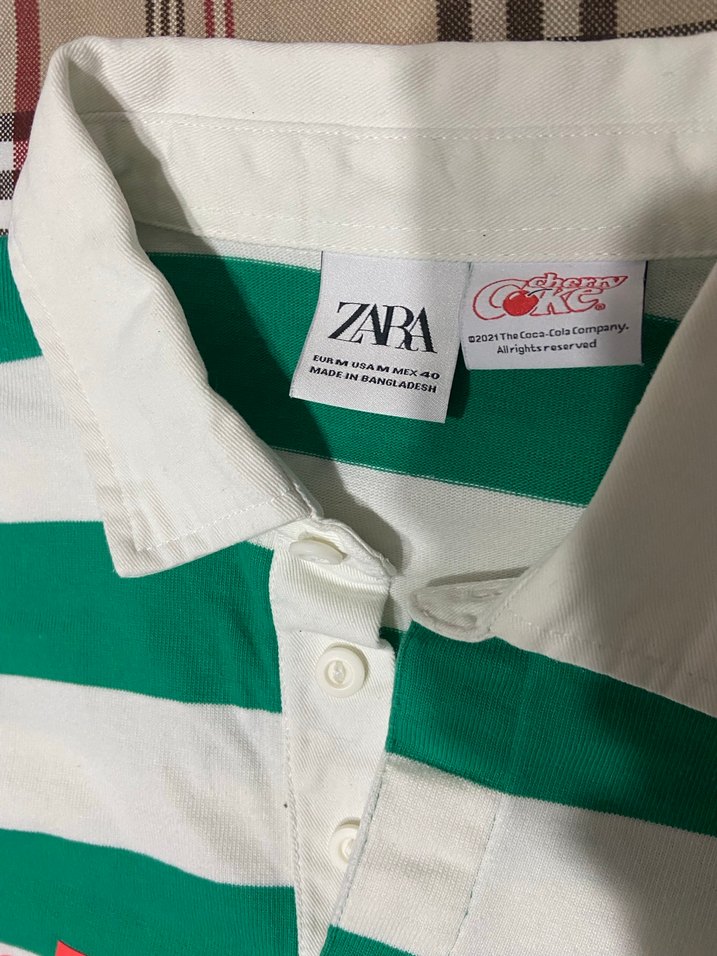 ZARA
EUR M USA M MEX 40
MADE IN BANGLADESH
cherry
Coke®
©2021 The Coca-Cola Company.
All rights reserved